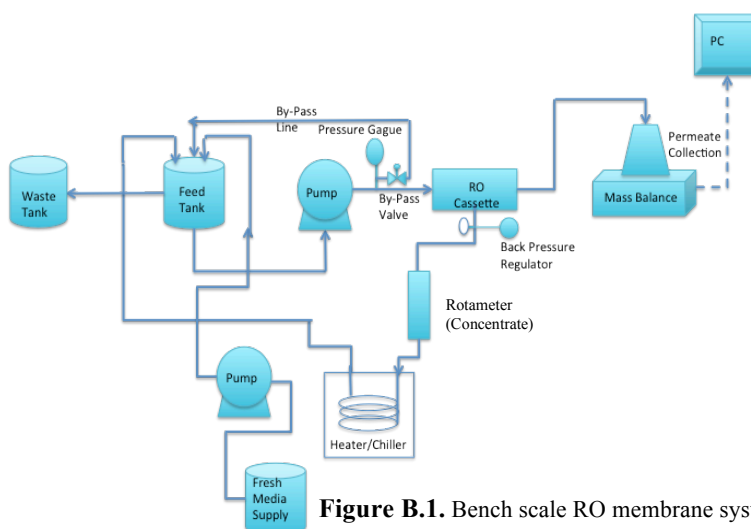 PC
By-Pass
Line
Pressure Gague
Permeate
Collection
Waste
Tank
Feed
Tank
Pump
By-Pass
Valve
RO
Cassette
Mass Balance
Back Pressure
Regulator
Rotameter
(Concentrate)
Pump
Heater/Chiller
Fresh
Media
Supply
Figure B.1. Bench scale RO membrane sys